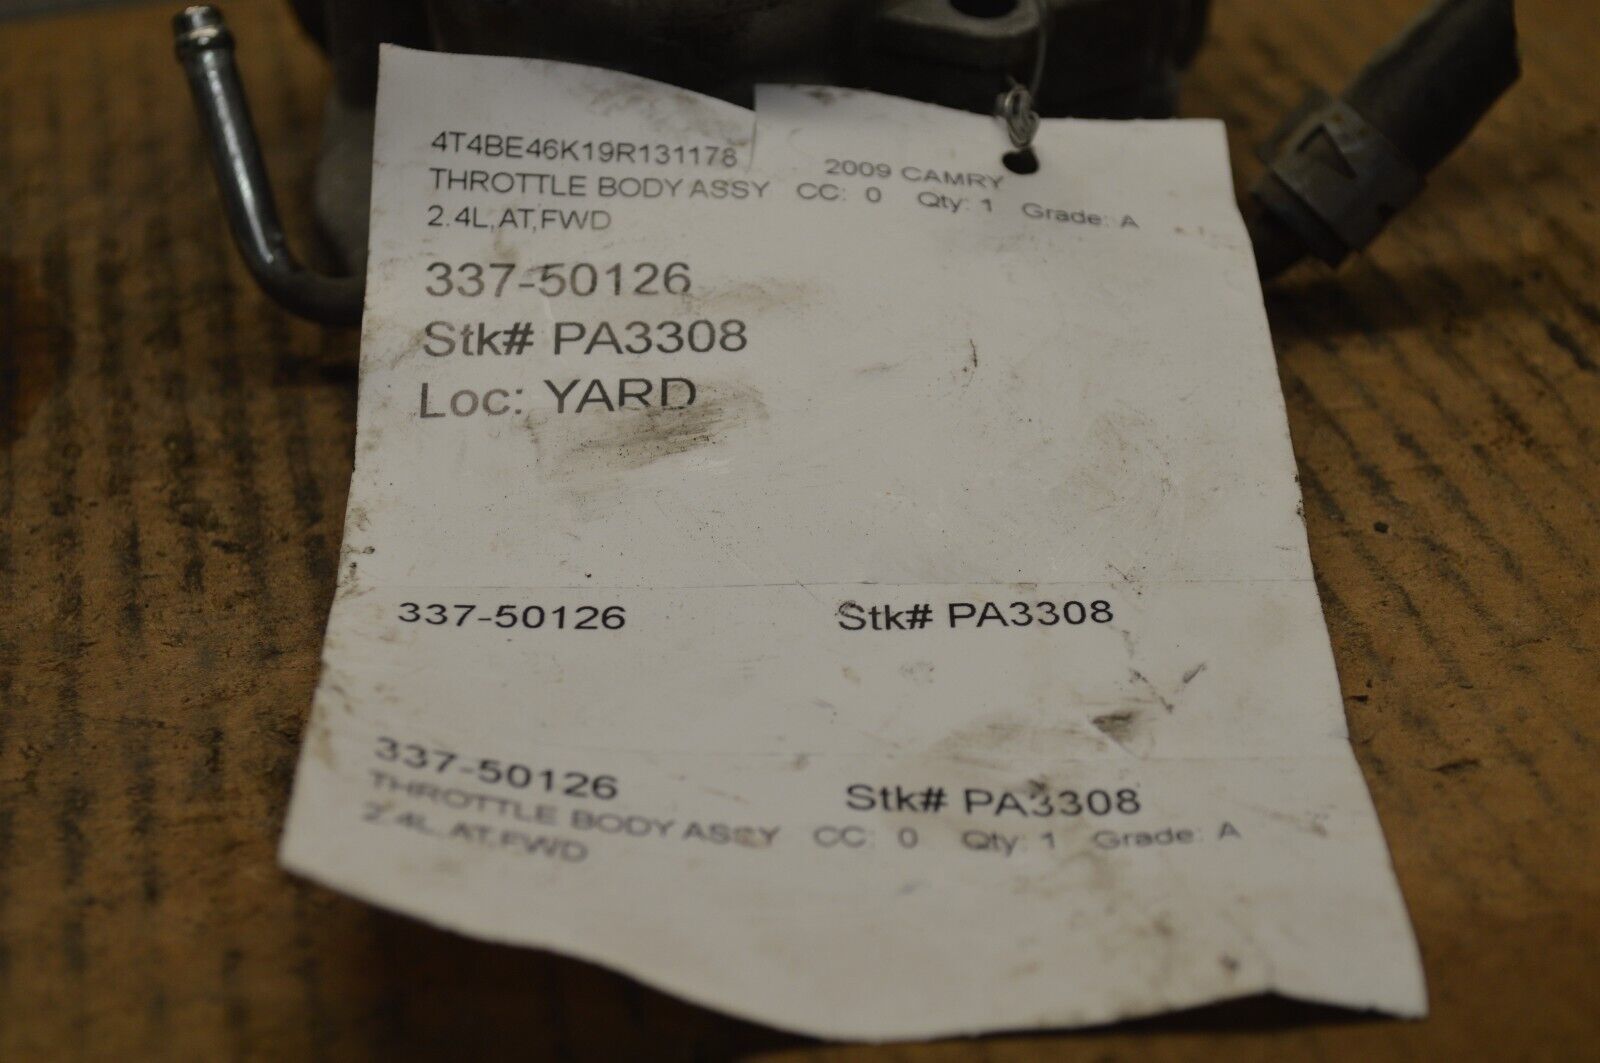 4T4BE46K19R131178 2009 CAMRY
THROTTLE BODY ASSY CC: 0 Qty: 1 Grade: A
2.4L,AT,FWD
337-50126
Stk# PA3308
Loc: YARD
337-50126 Stk# PA3308
337-50126 Stk# PA3308
THROTTLE BODY ASSY CC: 0 Qty: 1 Grade: A
2.4L,AT,FWD